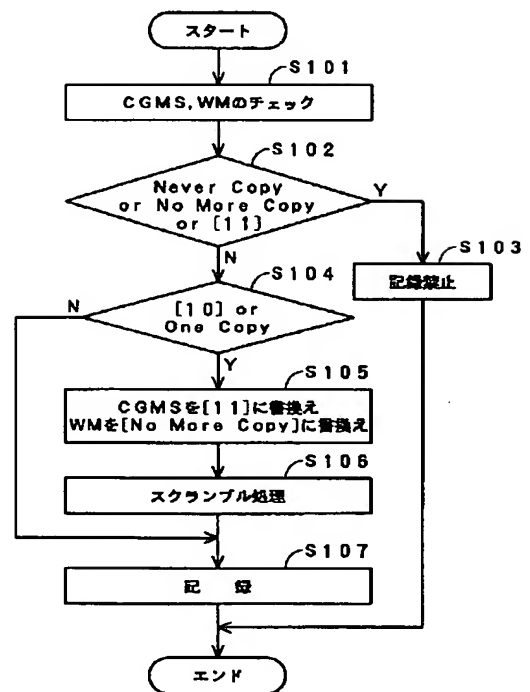 スタート
S101
CGMS,WMのチェック
S102
Never Copy
or No More Copy
or [11]
Y
N
S103
記録禁止
S104
[10] or
One Copy
N
Y
S105
CGMSを[11]に書換え
WMを[No More Copy]に書換え
S106
スクランブル処理
S107
記 録
エンド